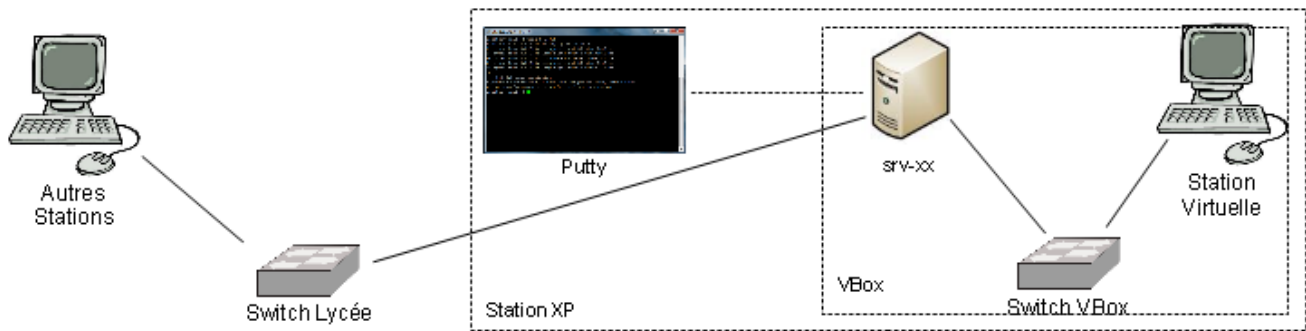 Autres
Stations
Switch Lycée
Putty
Station XP
srv-xx
VBox
Switch VBox
Station
Virtuelle